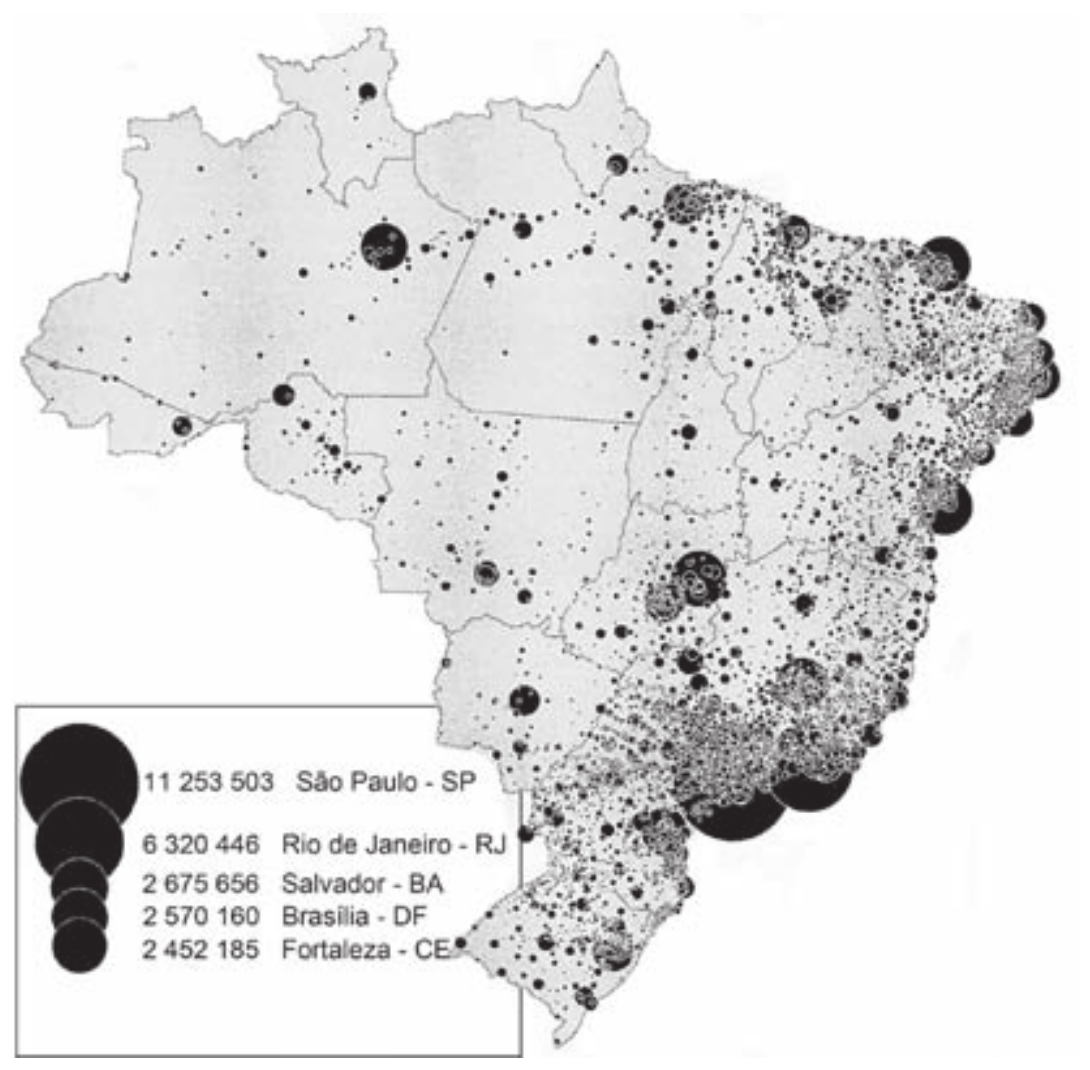 11 253 503 São Paulo - SP
6 320 446 Rio de Janeiro - RJ
2 675 656 Salvador - BA
2 570 160 Brasília - DF
2 452 185 Fortaleza - CE